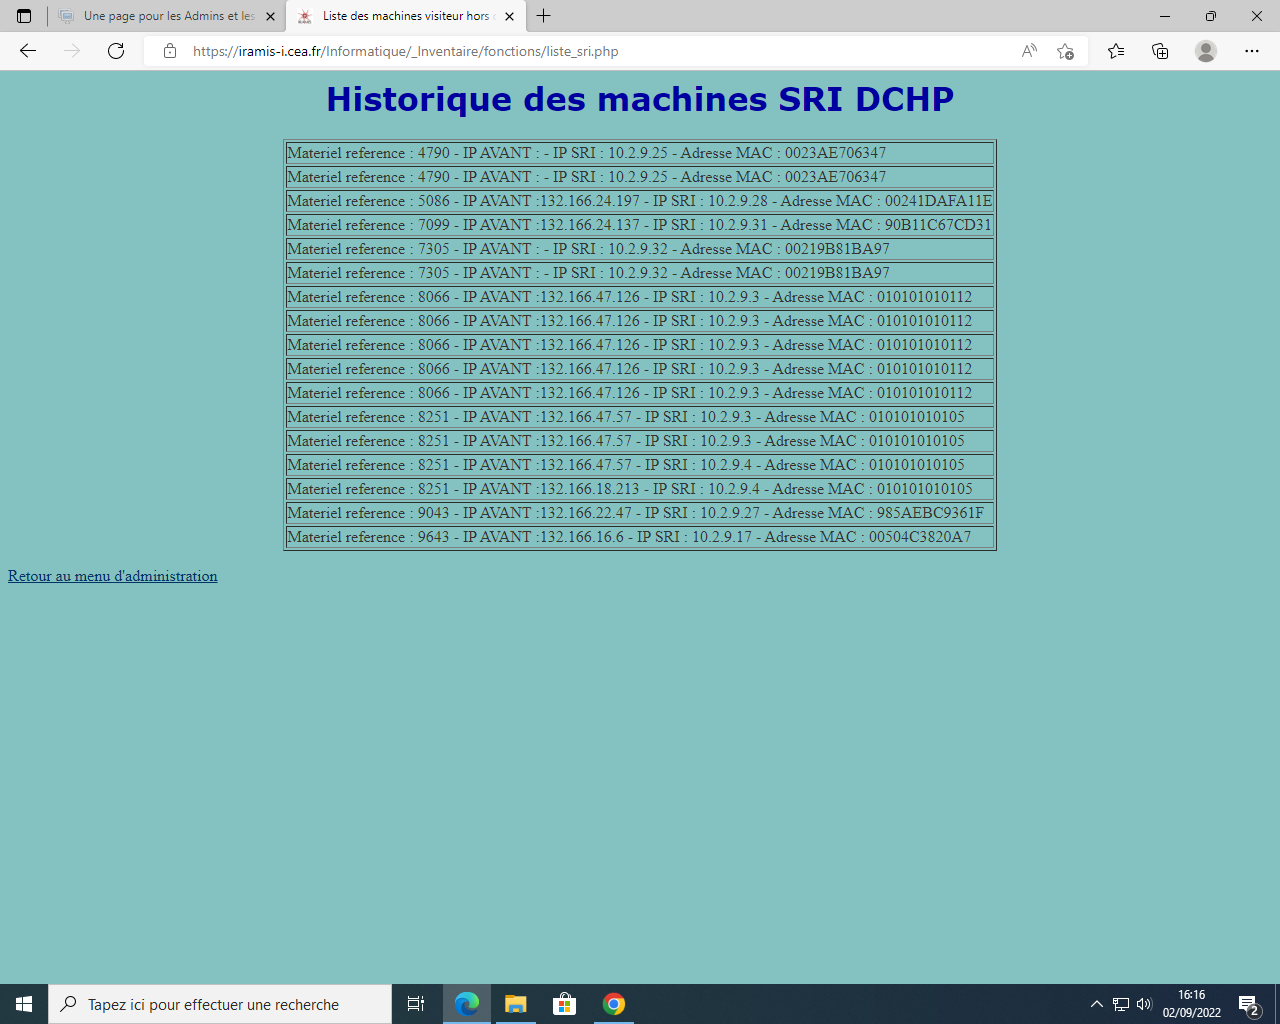 Une page pour les Admins et les
Liste des machines visiteur hors
https://iramis-i.cea.fr/Informatique/_Inventaire/fonctions/liste_sri.php
Historique des machines SRI DCHP
Materiel reference : 4790 - IP AVANT : - IP SRI : 10.2.9.25 - Adresse MAC : 0023AE706347
Materiel reference : 4790 - IP AVANT : - IP SRI : 10.2.9.25 - Adresse MAC : 0023AE706347
Materiel reference : 5086 - IP AVANT : 132.166.24.197 - IP SRI : 10.2.9.28 - Adresse MAC : 00241DAFA11E
Materiel reference : 7099 - IP AVANT : 132.166.24.137 - IP SRI : 10.2.9.31 - Adresse MAC : 90B11C67CD31
Materiel reference : 7305 - IP AVANT : - IP SRI : 10.2.9.32 - Adresse MAC : 00219B81BA97
Materiel reference : 7305 - IP AVANT : - IP SRI : 10.2.9.32 - Adresse MAC : 00219B81BA97
Materiel reference : 8066 - IP AVANT :132.166.47.126 - IP SRI : 10.2.9.3 - Adresse MAC : 010101010112
Materiel reference : 8066 - IP AVANT :132.166.47.126 - IP SRI : 10.2.9.3 - Adresse MAC : 010101010112
Materiel reference : 8066 - IP AVANT :132.166.47.126 - IP SRI : 10.2.9.3 - Adresse MAC : 010101010112
Materiel reference : 8066 - IP AVANT :132.166.47.126 - IP SRI : 10.2.9.3 - Adresse MAC : 010101010112
Materiel reference : 8066 - IP AVANT :132.166.47.126 - IP SRI : 10.2.9.3 - Adresse MAC : 010101010112
Materiel reference : 8251 - IP AVANT :132.166.47.57 - IP SRI : 10.2.9.3 - Adresse MAC : 010101010105
Materiel reference : 8251 - IP AVANT :132.166.47.57 - IP SRI : 10.2.9.3 - Adresse MAC : 010101010105
Materiel reference : 8251 - IP AVANT :132.166.47.57 - IP SRI : 10.2.9.4 - Adresse MAC : 010101010105
Materiel reference : 8251 - IP AVANT :132.166.18.213 - IP SRI : 10.2.9.4 - Adresse MAC : 010101010105
Materiel reference : 9043 - IP AVANT :132.166.22.47 - IP SRI : 10.2.9.27 - Adresse MAC : 985AEBC9361F
Materiel reference : 9643 - IP AVANT :132.166.16.6 - IP SRI : 10.2.9.17 - Adresse MAC : 00504C3820A7
Retour au menu d'administration
Tapez ici pour effectuer une recherche
16:16
02/09/2022
2